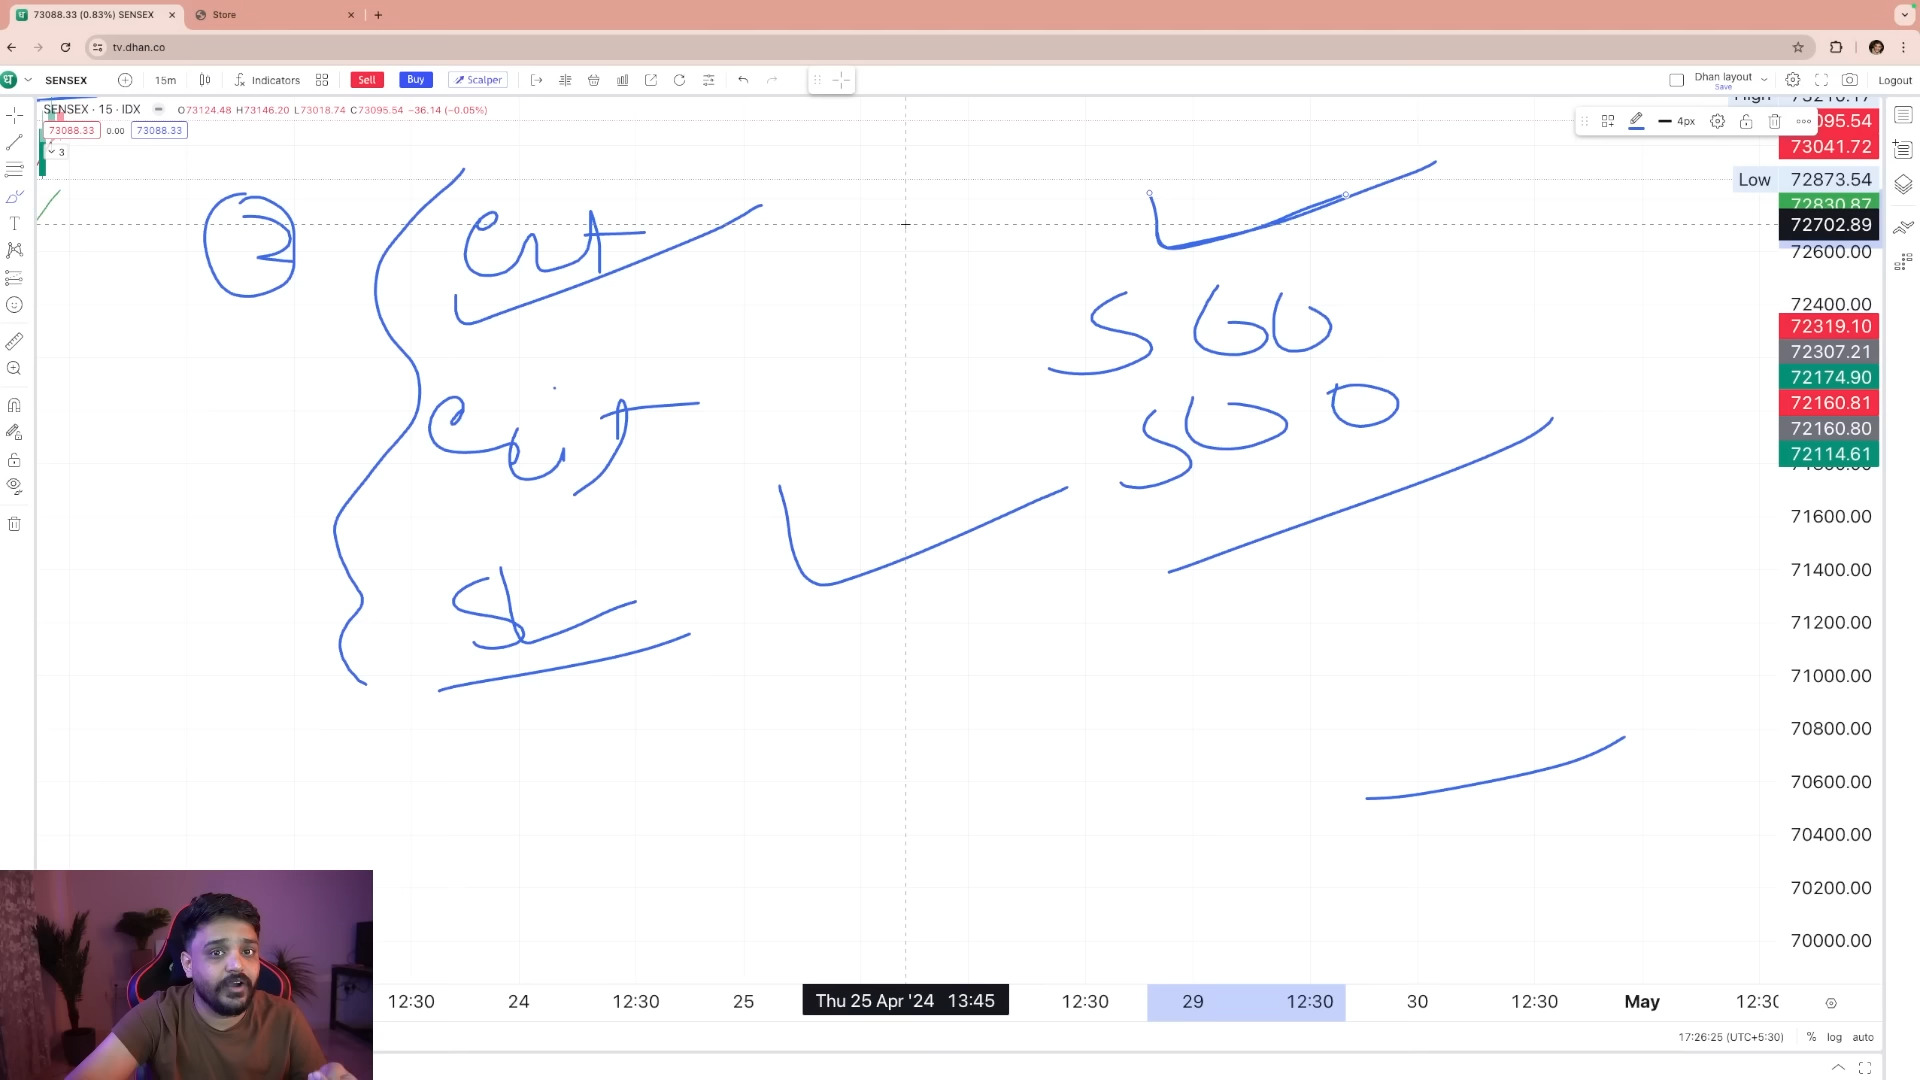 73088.33 (0.83%) SENSEX
Store
tv.dhan.co
SENSEX
15m
Indicators
Sell
Buy
Scalper
Dhan layout
Save
Logout
SENSEX · 15 · IDX
O73124.48 H73146.20 L73018.74 C73095.54 −36.14 (−0.05%)
73088.33 0.00 73088.33
3
4px
73041.72
Low 72873.54
72830.87
72702.89
72600.00
72400.00
72319.10
72307.21
72174.90
72160.81
72160.80
72114.61
71600.00
71400.00
71200.00
71000.00
70800.00
70600.00
70400.00
70200.00
70000.00
2
SL
500
12:30 24 12:30 25 Thu 25 Apr '24 13:45 12:30 29 12:30 30 12:30 May
17:26:25 (UTC+5:30) % log auto